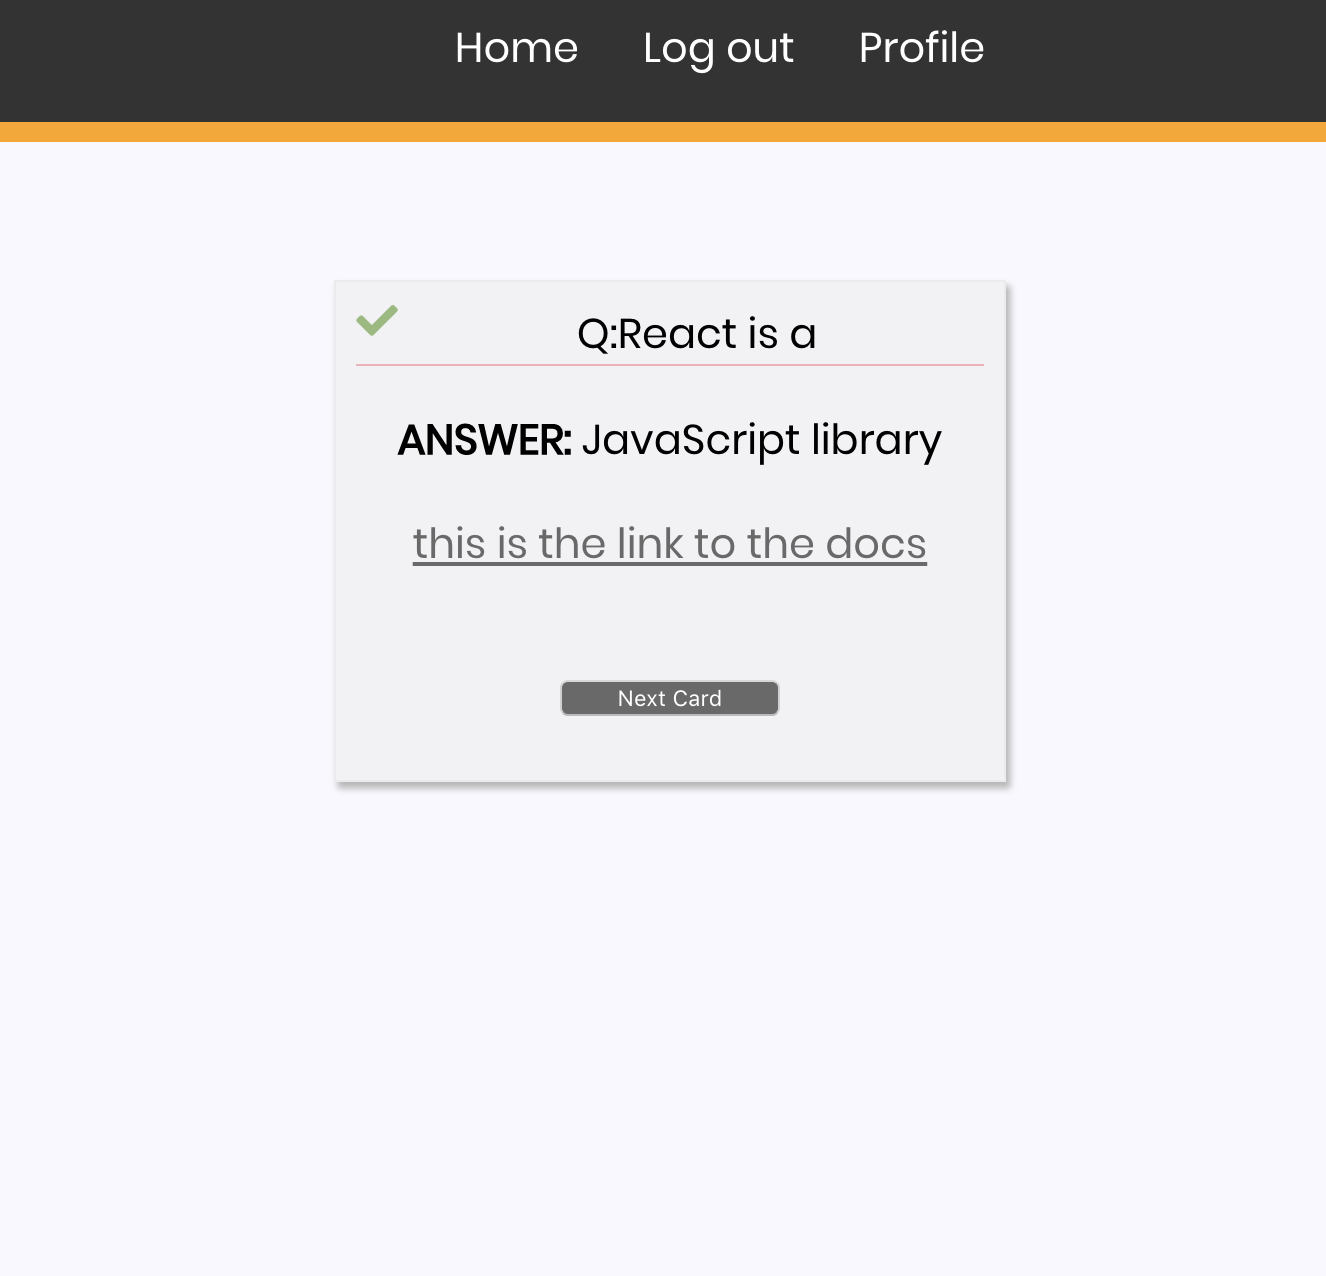 Home Log out Profile
Q:React is a
ANSWER: JavaScript library
this is the link to the docs
Next Card